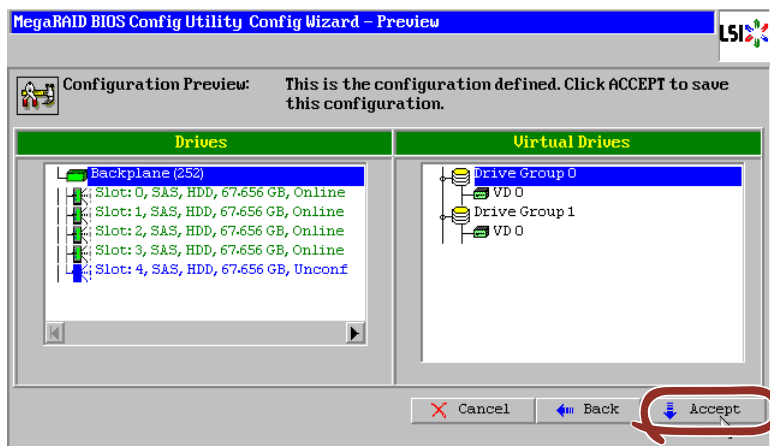 MegaRAID BIOS Config Utility Config Wizard - Preview
LSI
Configuration Preview: This is the configuration defined. Click ACCEPT to save
this configuration.
Drives
Backplane (252)
Slot: 0, SAS, HDD, 67.656 GB, Online
Slot: 1, SAS, HDD, 67.656 GB, Online
Slot: 2, SAS, HDD, 67.656 GB, Online
Slot: 3, SAS, HDD, 67.656 GB, Online
Slot: 4, SAS, HDD, 67.656 GB, Unconf
Virtual Drives
Drive Group 0
VD 0
Drive Group 1
VD 0
Cancel
Back
Accept